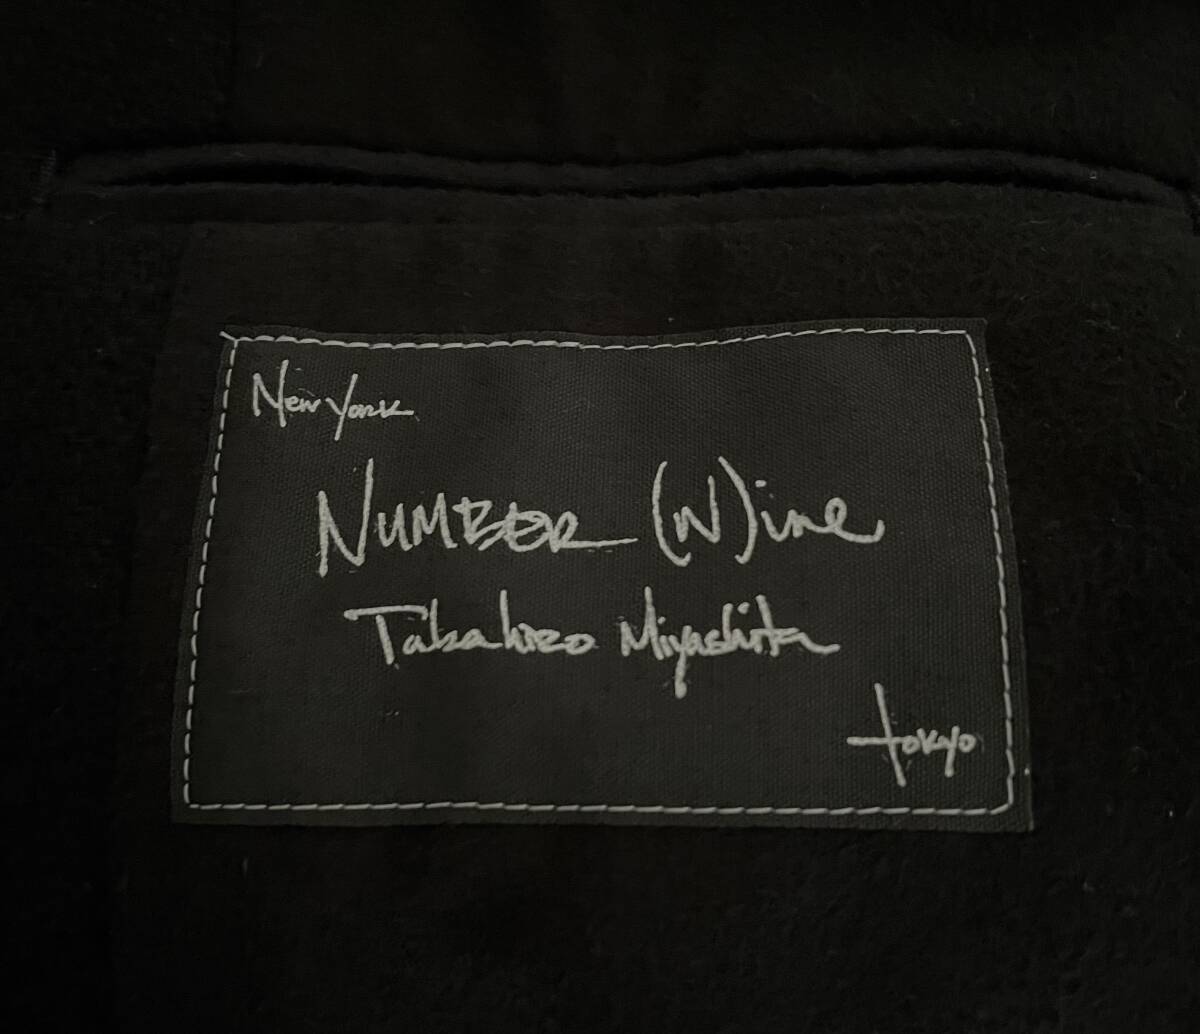 New York
NUMBER (N)ine
Takahiro Miyashita
tokyo